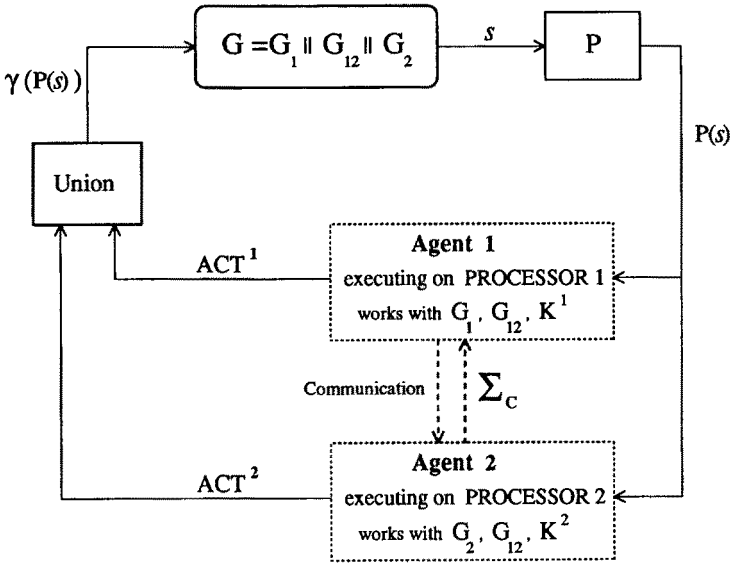 G =G₁ || G₁₂ || G₂
s
P
γ (P(s) )
P(s)
Union
Agent 1
executing on PROCESSOR 1
works with G₁ , G₁₂ , K¹
ACT¹
Communication
Σ_C
Agent 2
executing on PROCESSOR 2
works with G₂ , G₁₂ , K²
ACT²